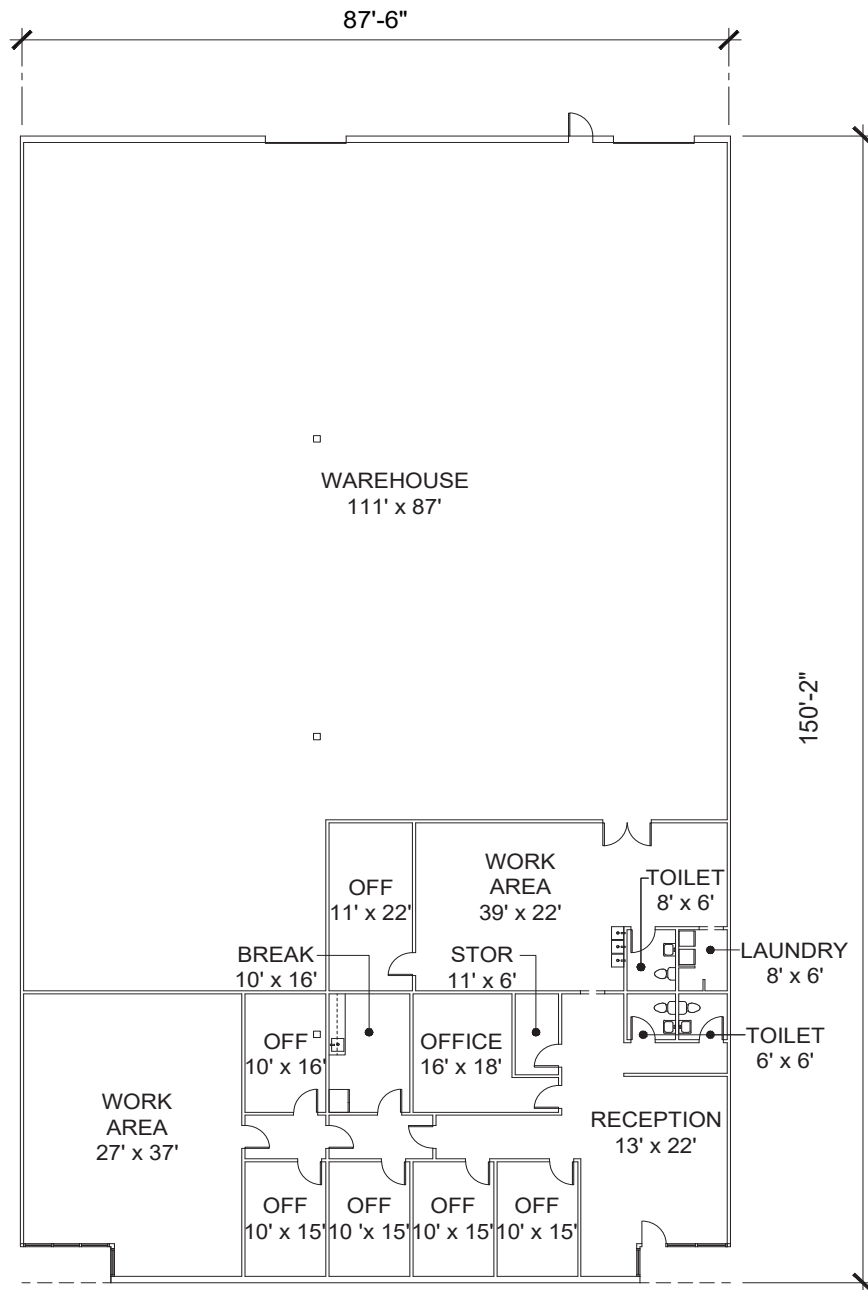 87'-6"
WAREHOUSE
111' x 87'
150'-2"
OFF
11' x 22'
WORK
AREA
39' x 22'
TOILET
8' x 6'
BREAK
10' x 16'
STOR
11' x 6'
LAUNDRY
8' x 6'
OFF
10' x 16'
OFFICE
16' x 18'
TOILET
6' x 6'
WORK
AREA
27' x 37'
RECEPTION
13' x 22'
OFF
10' x 15'
OFF
10 'x 15'
OFF
10' x 15'
OFF
10' x 15'